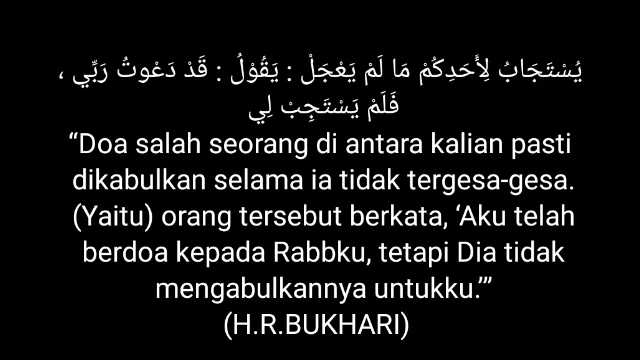 يُسْتَجَابُ لِأَحَدِكُمْ مَا لَمْ يَعْجَلْ : يَقُوْلُ : قَدْ دَعْوتُ رَبِّي ،
فَلَمْ يَسْتَجِبْ لِي
“Doa salah seorang di antara kalian pasti
dikabulkan selama ia tidak tergesa-gesa.
(Yaitu) orang tersebut berkata, ‘Aku telah
berdoa kepada Rabbku, tetapi Dia tidak
mengabulkannya untukku.’”
(H.R.BUKHARI)